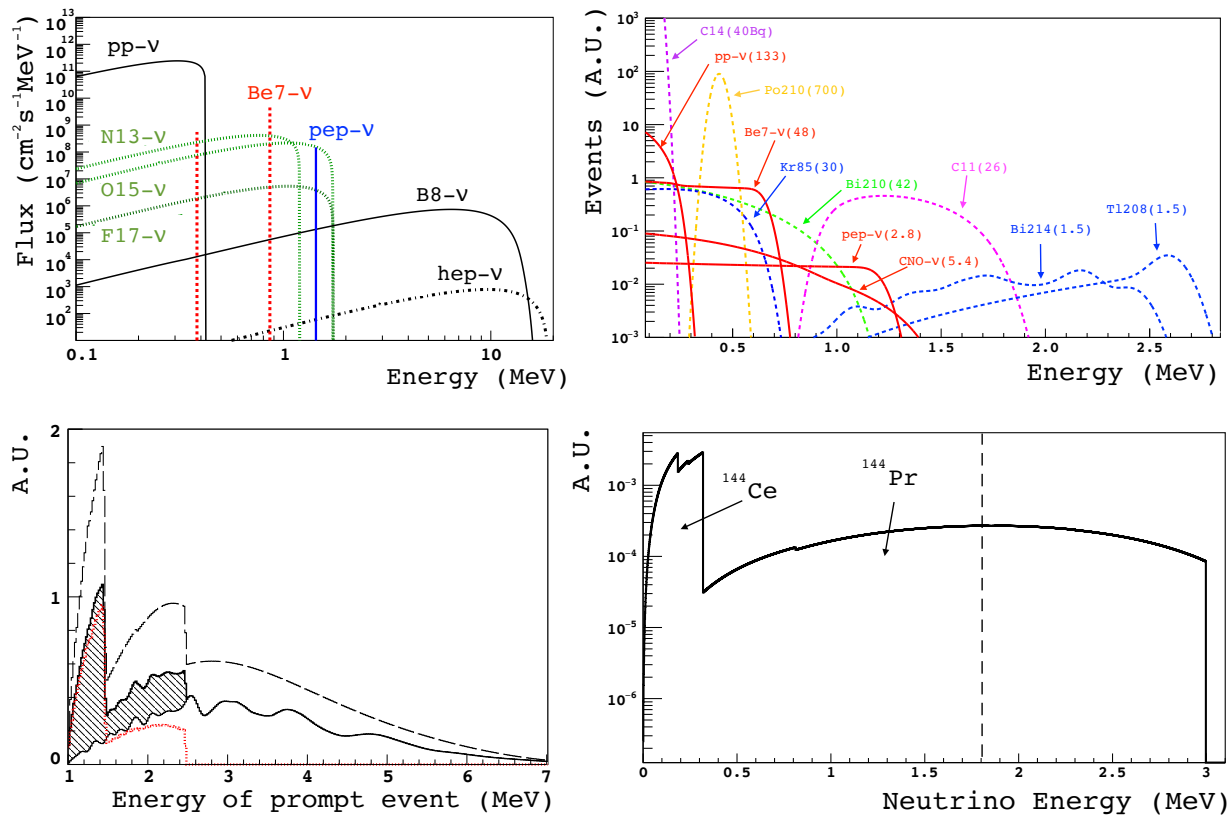 Flux (cm⁻²s⁻¹MeV⁻¹)
10¹³
10¹²
10¹¹
10¹⁰
10⁹
10⁸
10⁷
10⁶
10⁵
10⁴
10³
10²
pp-ν
Be7-ν
pep-ν
N13-ν
O15-ν
F17-ν
B8-ν
hep-ν
0.1 1 10
Energy (MeV)
Events (A.U.)
10³
10²
10
1
10⁻¹
10⁻²
10⁻³
C14(40Bq)
pp-ν(133)
Po210(700)
Be7-ν(48)
Kr85(30)
Bi210(42)
C11(26)
Tl208(1.5)
Bi214(1.5)
pep-ν(2.8)
CNO-ν(5.4)
0.5 1.0 1.5 2.0 2.5
Energy (MeV)
A.U.
2
1
0
1 2 3 4 5 6 7
Energy of prompt event (MeV)
A.U.
10⁻³
10⁻⁴
10⁻⁵
10⁻⁶
¹⁴⁴Ce
¹⁴⁴Pr
0 0.5 1 1.5 2 2.5 3
Neutrino Energy (MeV)